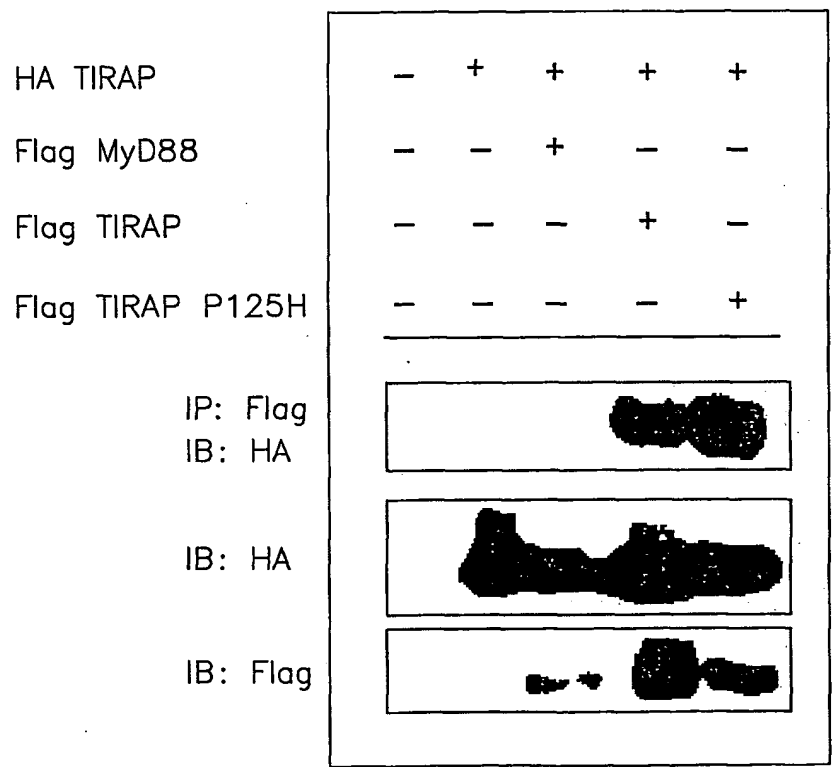 HA TIRAP – + + + +
Flag MyD88 – – + – –
Flag TIRAP – – – + –
Flag TIRAP P125H – – – – +
IP: Flag
IB: HA
IB: HA
IB: Flag